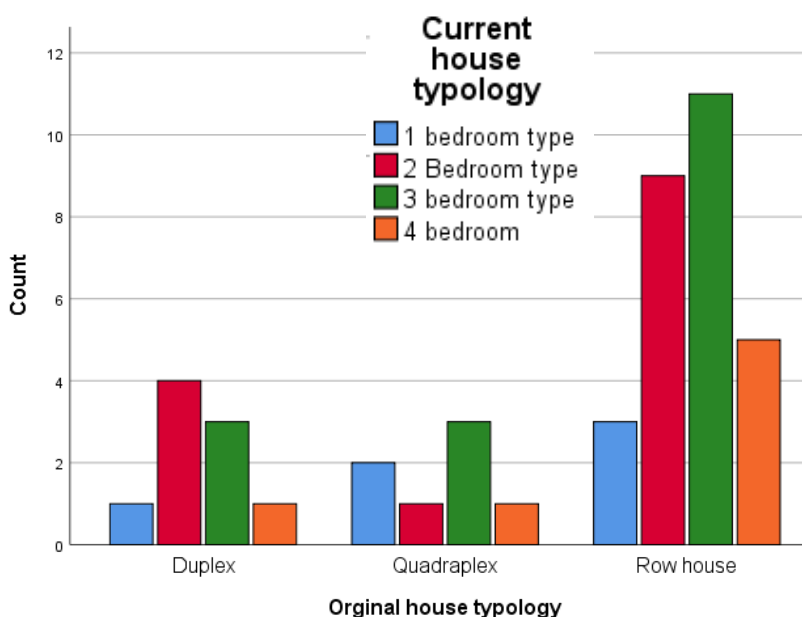 Current
house
typology
1 bedroom type
2 Bedroom type
3 bedroom type
4 bedroom
12
10
8
6
4
2
0
Count
Duplex
Quadraplex
Row house
Orginal house typology